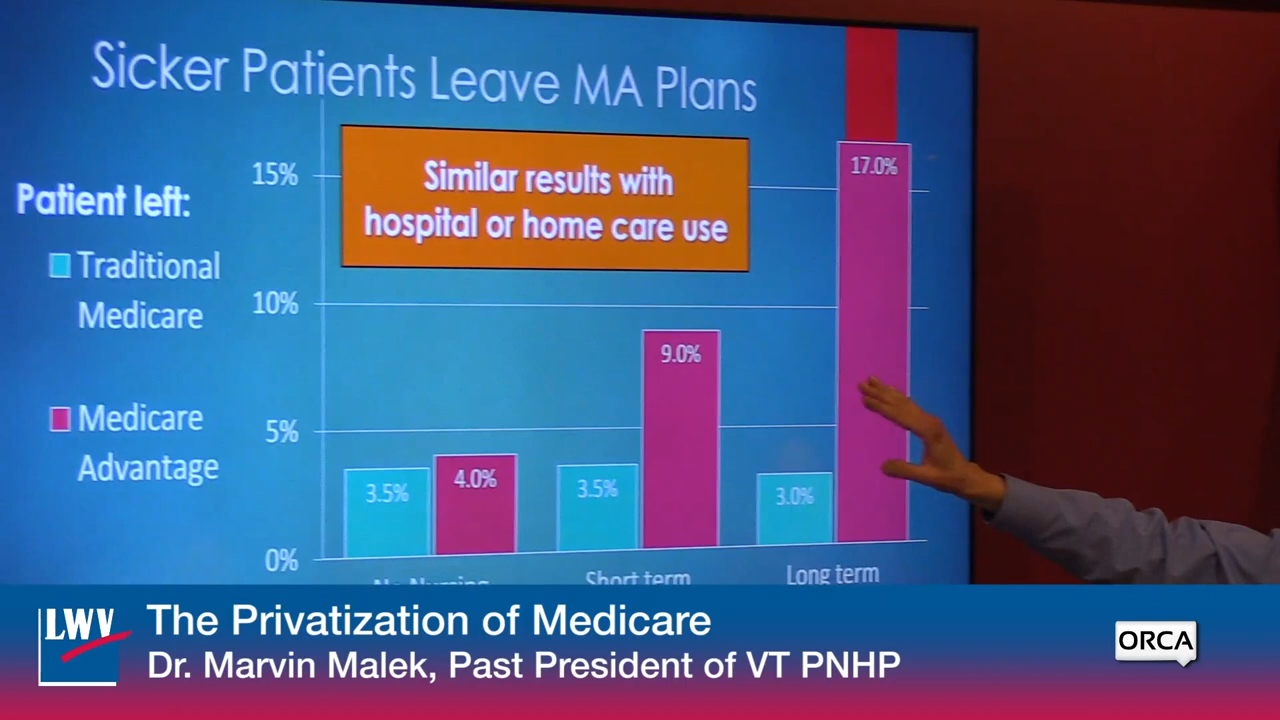 Sicker Patients Leave MA Plans
Similar results with
hospital or home care use
Patient left:
Traditional
Medicare
Medicare
Advantage
15%
10%
5%
0%
3.5%
4.0%
3.5%
9.0%
3.0%
17.0%
No Nursing
Short term
Long term
LWV
The Privatization of Medicare
Dr. Marvin Malek, Past President of VT PNHP
ORCA